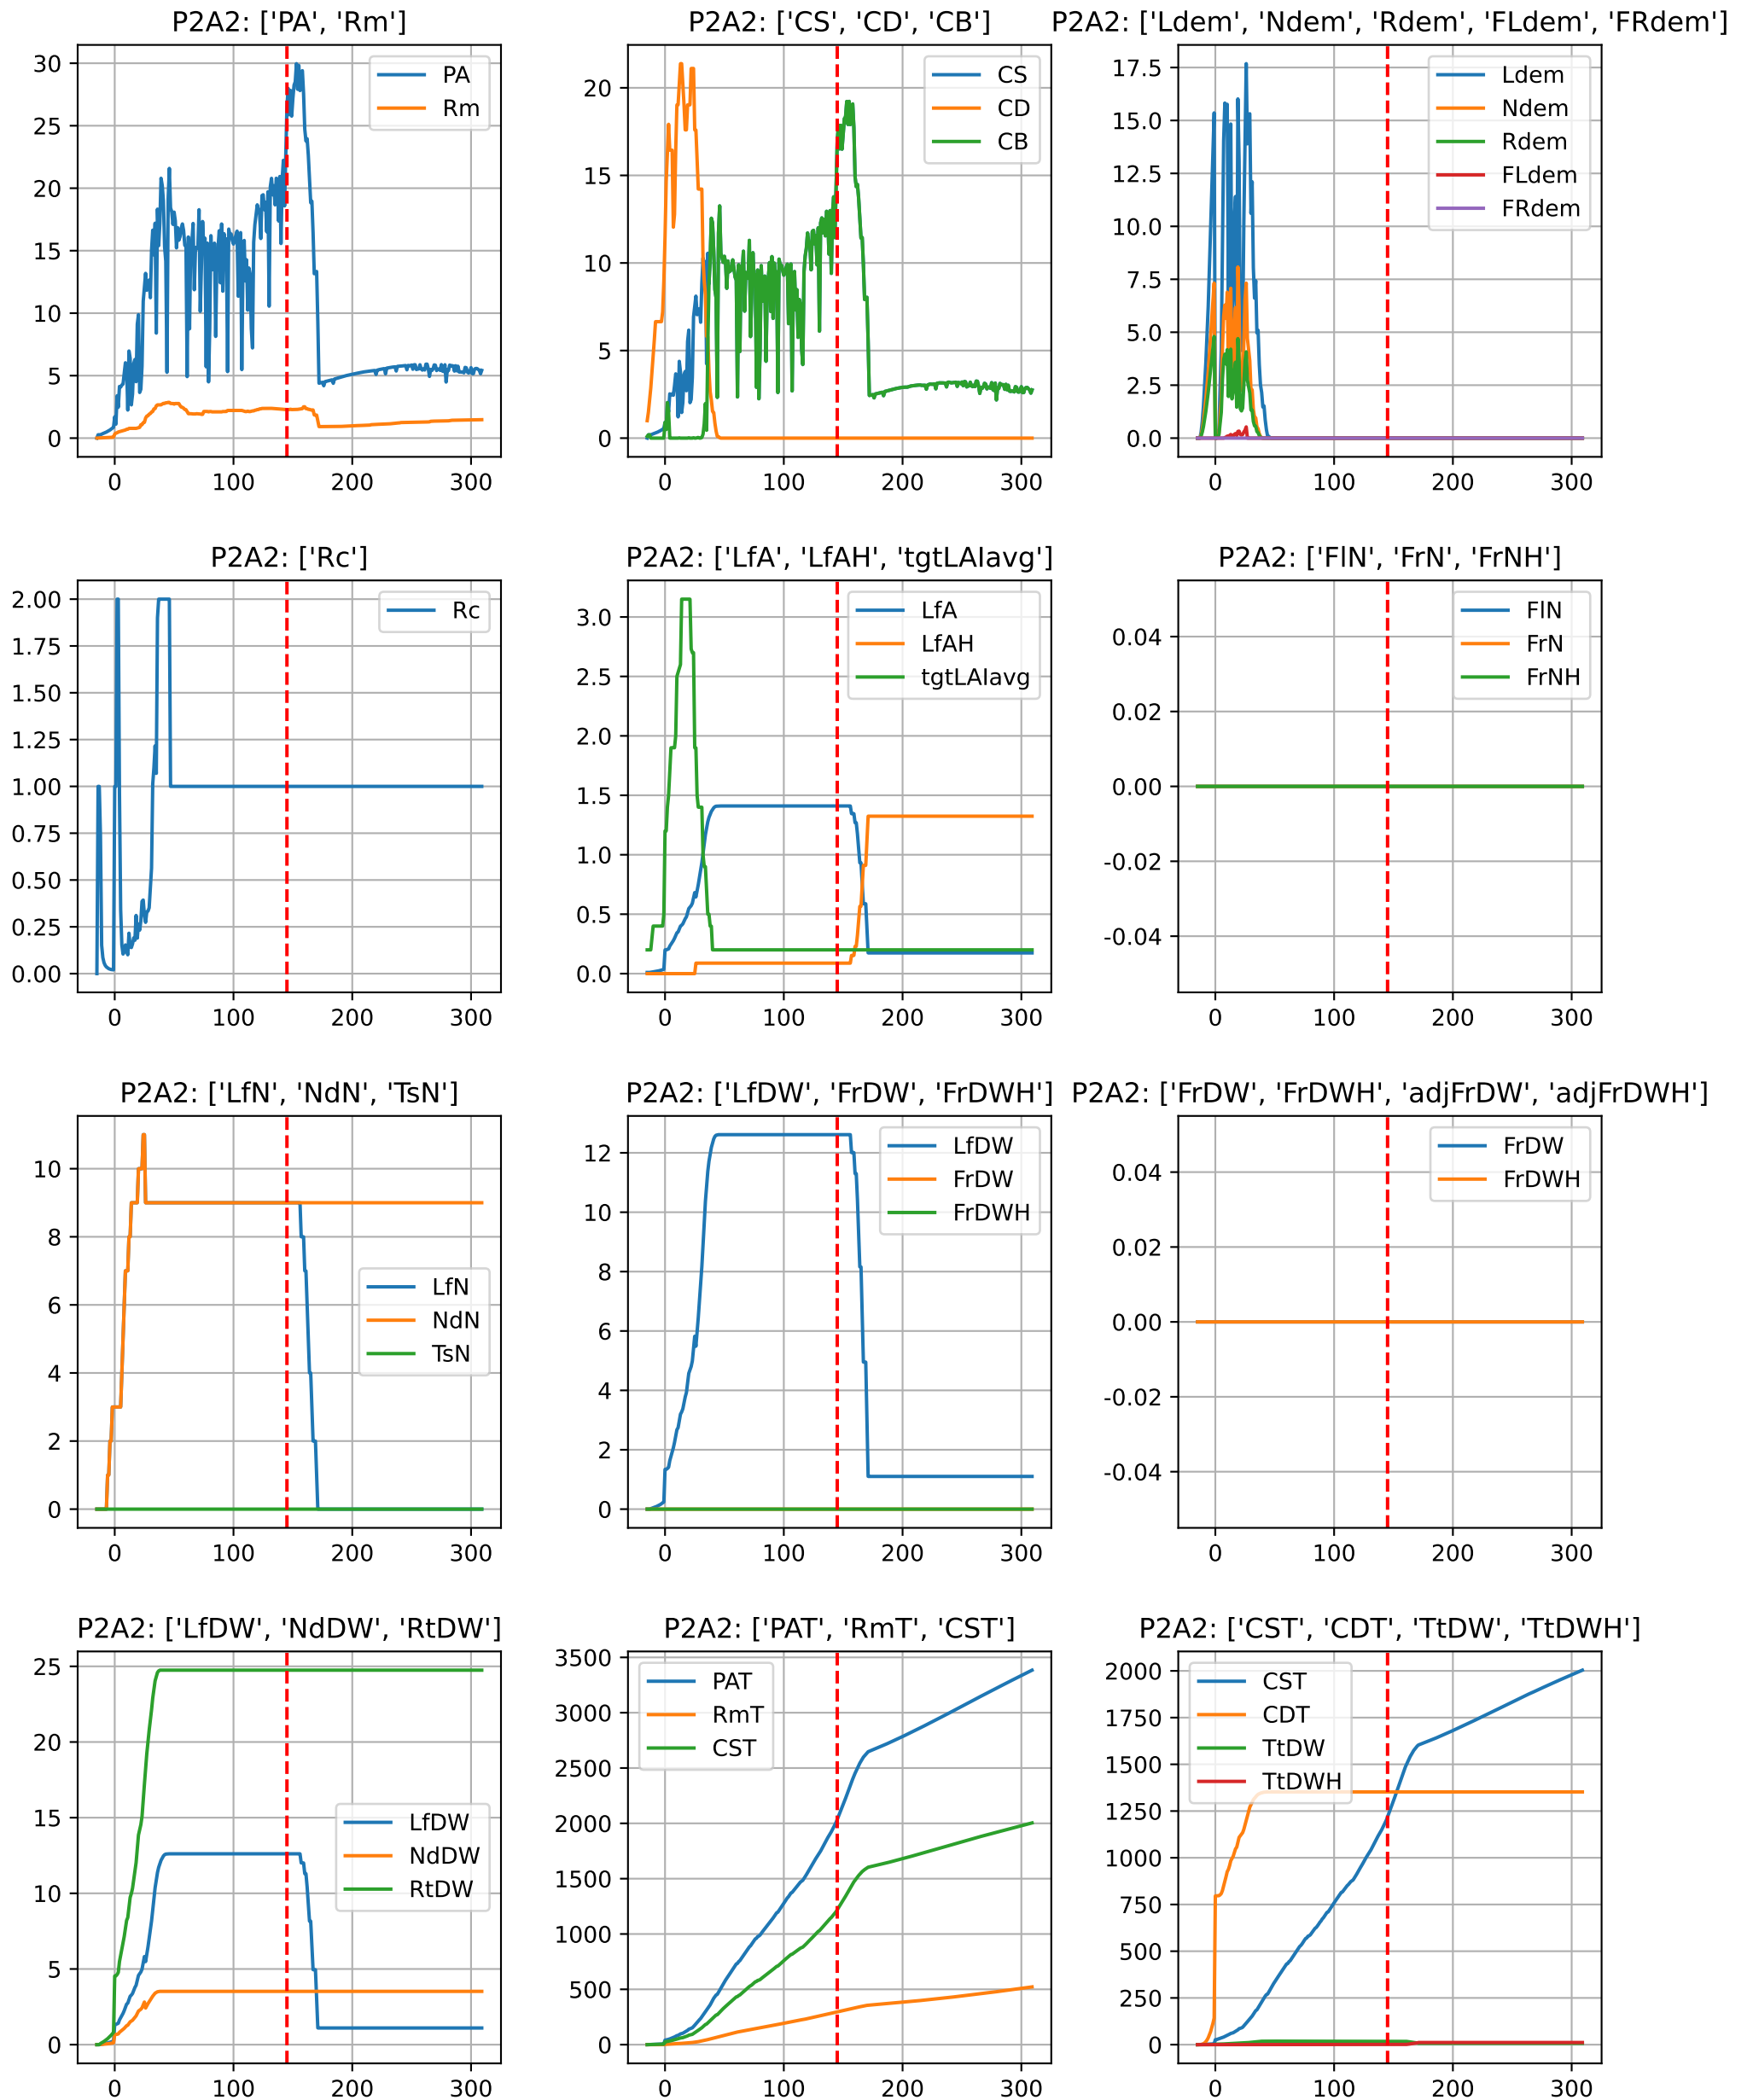 P2A2: ['PA', 'Rm']
30
25
20
15
10
5
0
0 100 200 300
PA
Rm
P2A2: ['CS', 'CD', 'CB']
20
15
10
5
0
0 100 200 300
CS
CD
CB
P2A2: ['Ldem', 'Ndem', 'Rdem', 'FLdem', 'FRdem']
17.5
15.0
12.5
10.0
7.5
5.0
2.5
0.0
0 100 200 300
Ldem
Ndem
Rdem
FLdem
FRdem
P2A2: ['Rc']
2.00
1.75
1.50
1.25
1.00
0.75
0.50
0.25
0.00
0 100 200 300
Rc
P2A2: ['LfA', 'LfAH', 'tgtLAIavg']
3.0
2.5
2.0
1.5
1.0
0.5
0.0
0 100 200 300
LfA
LfAH
tgtLAIavg
P2A2: ['FlN', 'FrN', 'FrNH']
0.04
0.02
0.00
-0.02
-0.04
0 100 200 300
FlN
FrN
FrNH
P2A2: ['LfN', 'NdN', 'TsN']
10
8
6
4
2
0
0 100 200 300
LfN
NdN
TsN
P2A2: ['LfDW', 'FrDW', 'FrDWH']
12
10
8
6
4
2
0
0 100 200 300
LfDW
FrDW
FrDWH
P2A2: ['FrDW', 'FrDWH', 'adjFrDW', 'adjFrDWH']
0.04
0.02
0.00
-0.02
-0.04
0 100 200 300
FrDW
FrDWH
P2A2: ['LfDW', 'NdDW', 'RtDW']
25
20
15
10
5
0
0 100 200 300
LfDW
NdDW
RtDW
P2A2: ['PAT', 'RmT', 'CST']
3500
3000
2500
2000
1500
1000
500
0
0 100 200 300
PAT
RmT
CST
P2A2: ['CST', 'CDT', 'TtDW', 'TtDWH']
2000
1750
1500
1250
1000
750
500
250
0
0 100 200 300
CST
CDT
TtDW
TtDWH